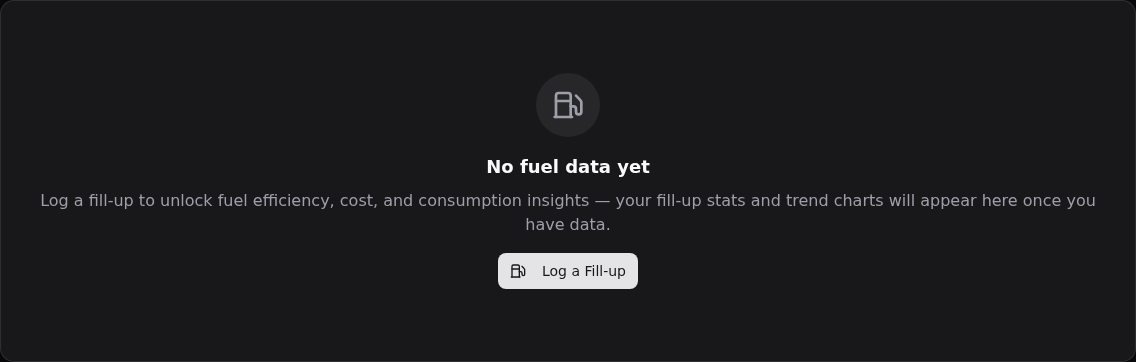 No fuel data yet
Log a fill-up to unlock fuel efficiency, cost, and consumption insights — your fill-up stats and trend charts will appear here once you
have data.
Log a Fill-up